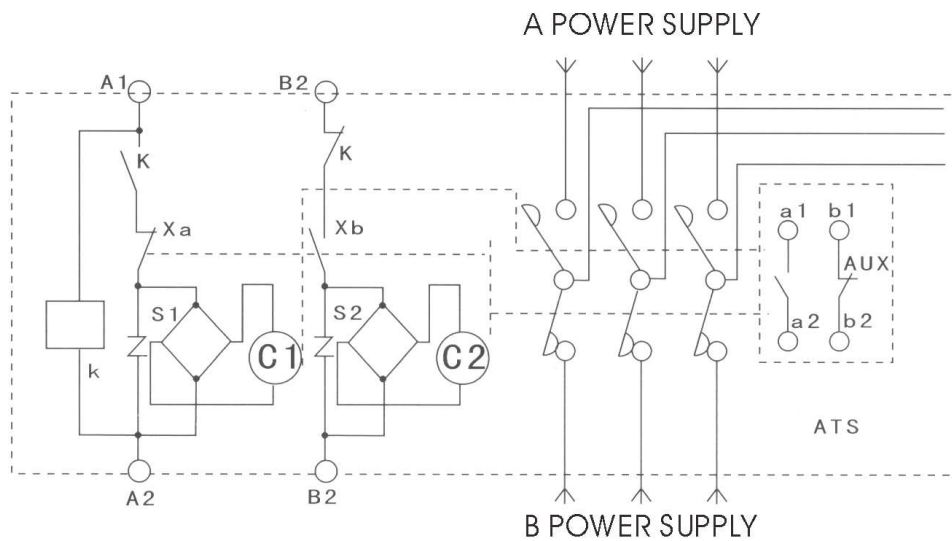 A POWER SUPPLY
A1
B2
K
K
Xa
Xb
a1
b1
AUX
S1
C1
S2
C2
a2
b2
k
ATS
A2
B2
B POWER SUPPLY